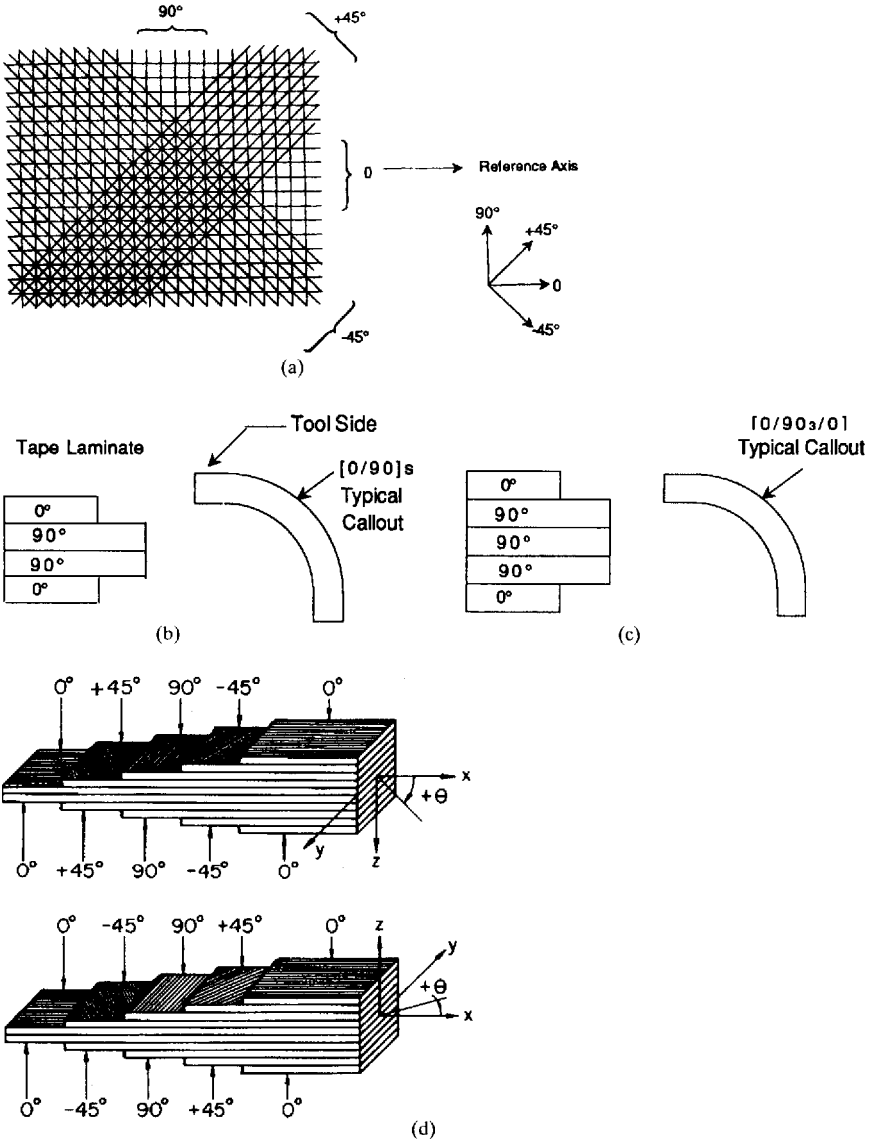 90°
+45°
0
Reference Axis
90°
+45°
0
-45°
-45°
(a)
Tool Side
Tape Laminate
[0/90]s
Typical
Callout
0°
90°
90°
0°
(b)
[0/90₃/0]
Typical Callout
0°
90°
90°
90°
0°
(c)
0° +45° 90° -45° 0°
x
+θ
y
z
0° +45° 90° -45° 0°
0° -45° 90° +45° 0°
z
y
+θ
x
0° -45° 90° +45° 0°
(d)